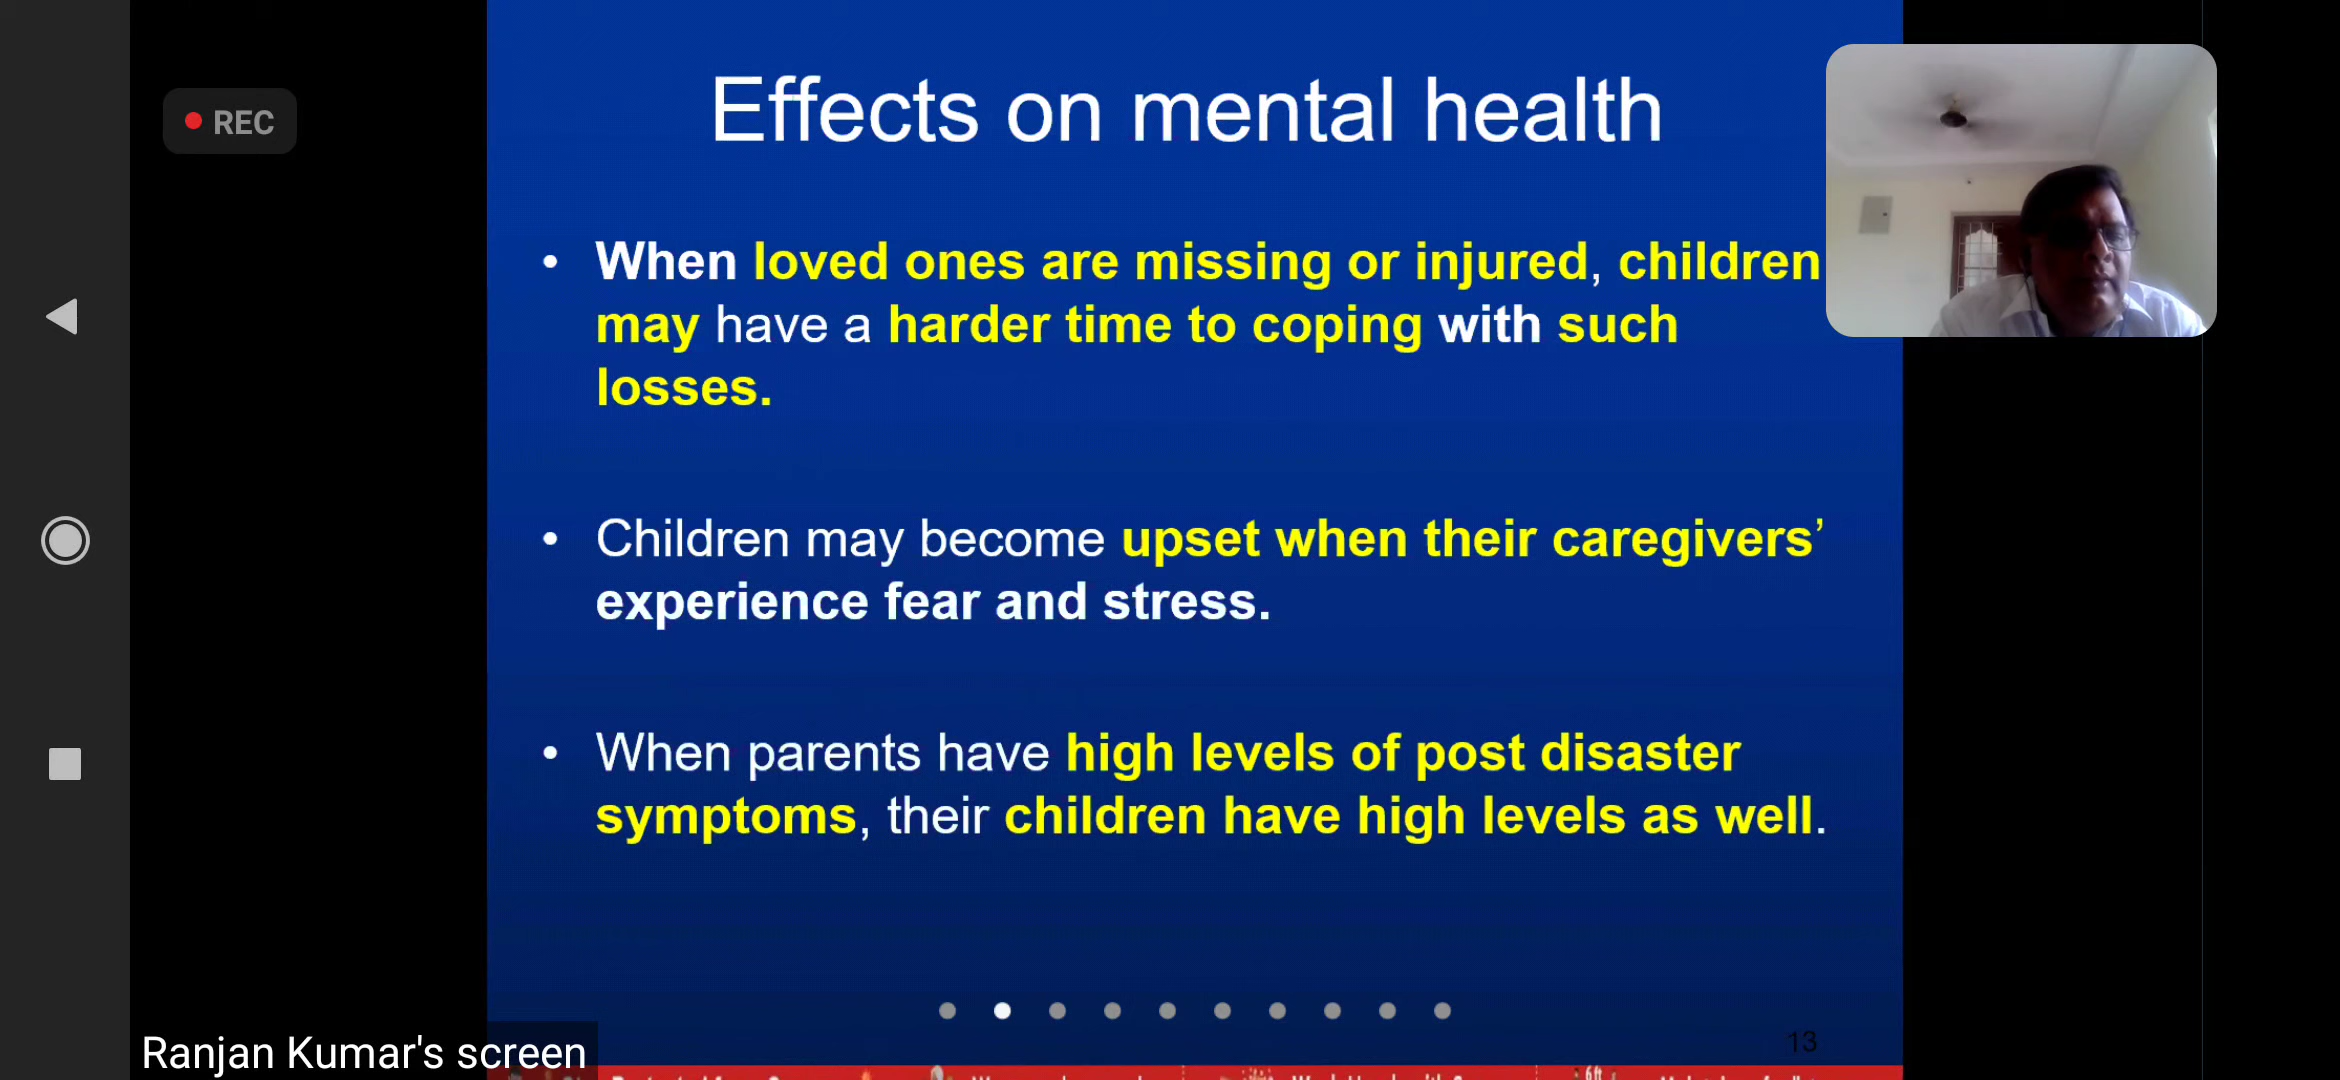 REC
Effects on mental health
• When loved ones are missing or injured, children
may have a harder time to coping with such
losses.
• Children may become upset when their caregivers’
experience fear and stress.
• When parents have high levels of post disaster
symptoms, their children have high levels as well.
13
Ranjan Kumar's screen